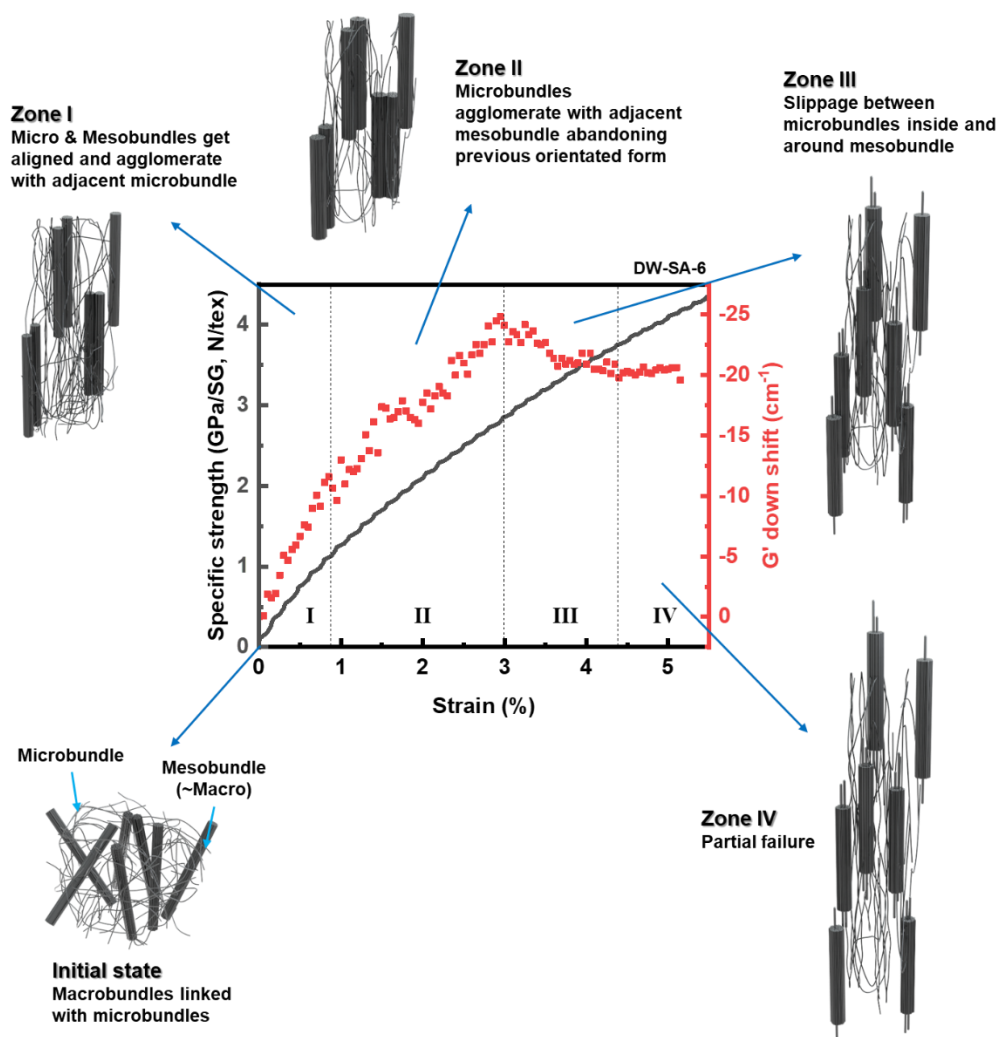 Zone I
Micro & Mesobundles get
aligned and agglomerate
with adjacent microbundle
Zone II
Microbundles
agglomerate with adjacent
mesobundle abandoning
previous orientated form
Zone III
Slippage between
microbundles inside and
around mesobundle
DW-SA-6
Specific strength (GPa/SG, N/tex)
4
3
2
1
0
G' down shift (cm⁻¹)
-25
-20
-15
-10
-5
0
I
II
III
IV
0 1 2 3 4 5
Strain (%)
Microbundle
Mesobundle
(~Macro)
Initial state
Macrobundles linked
with microbundles
Zone IV
Partial failure